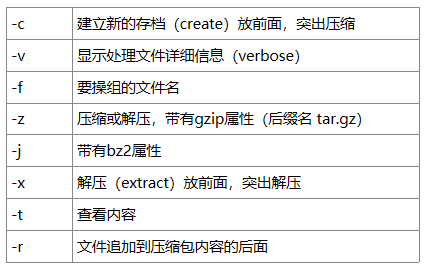 -c 建立新的存档（create）放前面，突出压缩
-v 显示处理文件详细信息（verbose）
-f 要操组的文件名
-z 压缩或解压，带有gzip属性（后缀名 tar.gz）
-j 带有bz2属性
-x 解压（extract）放前面，突出解压
-t 查看内容
-r 文件追加到压缩包内容的后面